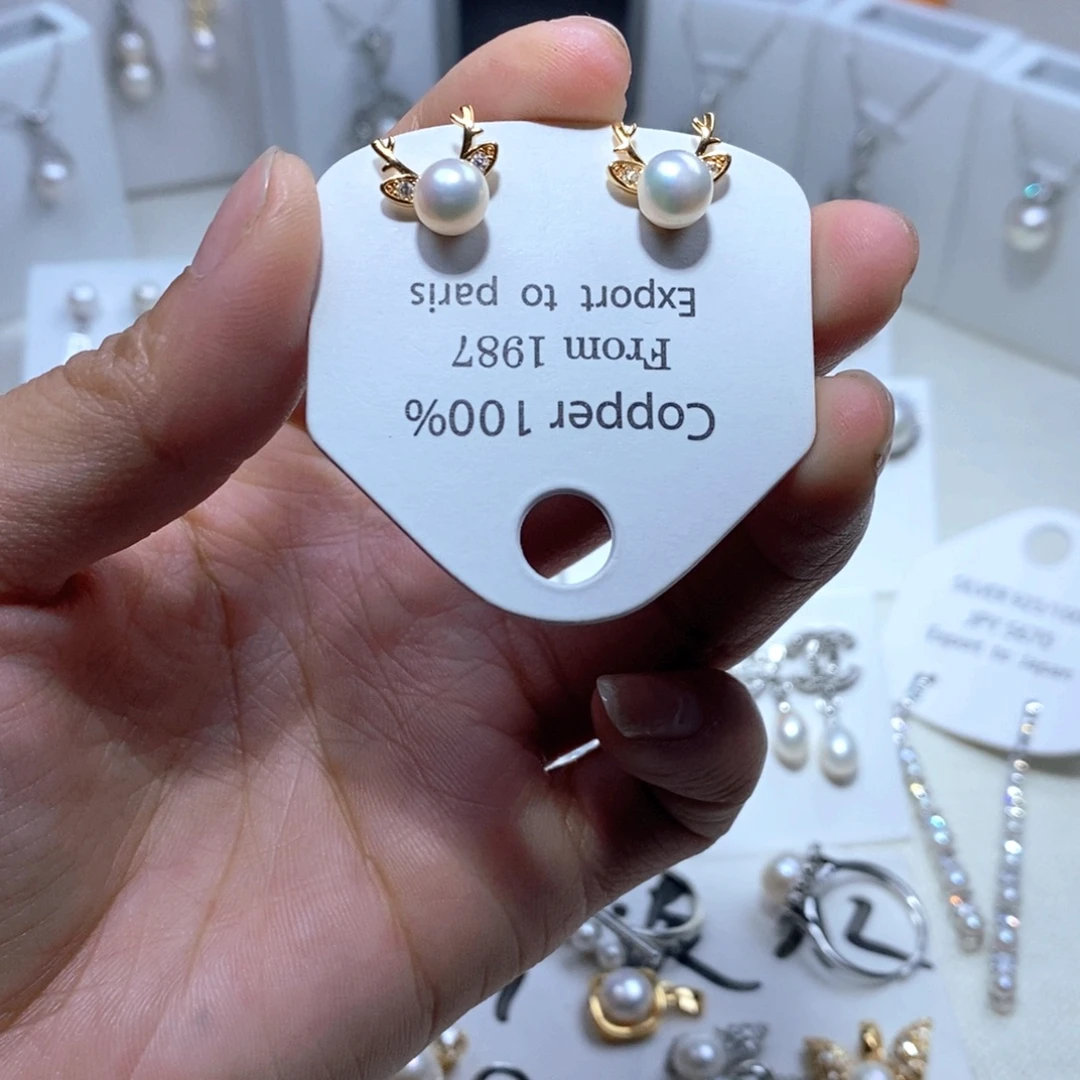 Copper 100%
From 1987
Export to paris
Export to Japan